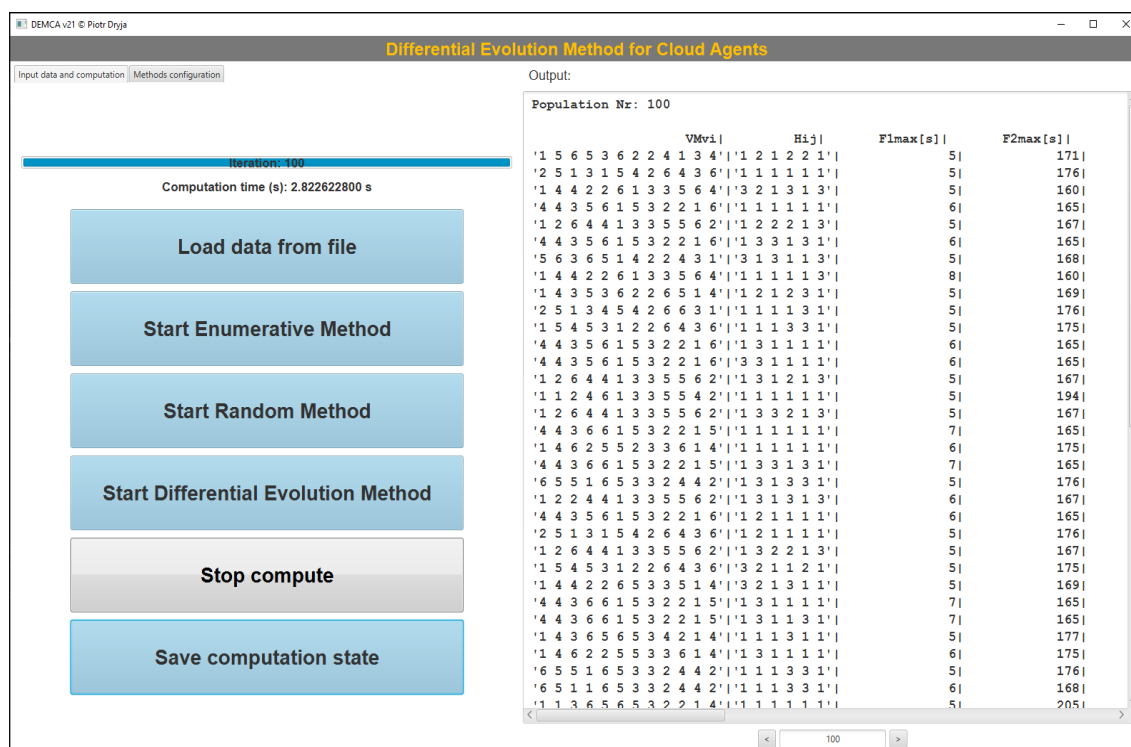 DEMCA v21 © Piotr Dryja
Differential Evolution Method for Cloud Agents
Input data and computation Methods configuration
Iteration: 100
Computation time (s): 2.822622800 s
Load data from file
Start Enumerative Method
Start Random Method
Start Differential Evolution Method
Stop compute
Save computation state
Output:
Population Nr: 100
VMvi| Hij| F1max[s]| F2max[s]|
'1 5 6 5 3 6 2 2 4 1 3 4'|'1 2 1 2 2 1'| 5| 171|
'2 5 1 3 1 5 4 2 6 4 3 6'|'1 1 1 1 1 1'| 5| 176|
'1 4 4 2 2 6 1 3 3 5 6 4'|'3 2 1 3 1 3'| 5| 160|
'4 4 3 5 6 1 5 3 2 2 1 6'|'1 1 1 1 1 1'| 6| 165|
'1 2 6 4 4 1 3 3 5 5 6 2'|'1 2 2 2 1 3'| 5| 167|
'4 4 3 5 6 1 5 3 2 2 1 6'|'1 3 3 1 3 1'| 6| 165|
'5 6 3 6 5 1 4 2 2 4 3 1'|'3 1 3 1 1 3'| 5| 168|
'1 4 4 2 2 6 1 3 3 5 6 4'|'1 1 1 1 1 3'| 8| 160|
'1 4 3 5 3 6 2 2 6 5 1 4'|'1 2 1 2 3 1'| 5| 169|
'2 5 1 3 4 5 4 2 6 6 3 1'|'1 1 1 1 3 1'| 5| 176|
'1 5 4 5 3 1 2 2 6 4 3 6'|'1 1 1 3 3 1'| 5| 175|
'4 4 3 5 6 1 5 3 2 2 1 6'|'1 3 1 1 1 1'| 6| 165|
'4 4 3 5 6 1 5 3 2 2 1 6'|'3 3 1 1 1 1'| 6| 165|
'1 2 6 4 4 1 3 3 5 5 6 2'|'1 3 1 2 1 3'| 5| 167|
'1 1 2 4 6 1 3 3 5 5 4 2'|'1 1 1 1 1 1'| 5| 194|
'1 2 6 4 4 1 3 3 5 5 6 2'|'1 3 3 2 1 3'| 5| 167|
'4 4 3 6 6 1 5 3 2 2 1 5'|'1 1 1 1 1 1'| 7| 165|
'1 4 6 2 5 5 2 3 3 6 1 4'|'1 1 1 1 1 1'| 6| 175|
'4 4 3 6 6 1 5 3 2 2 1 5'|'1 3 3 1 3 1'| 7| 165|
'6 5 5 1 6 5 3 3 2 4 4 2'|'1 3 1 3 3 1'| 5| 176|
'1 2 2 4 4 1 3 3 5 5 6 2'|'1 3 1 3 1 3'| 6| 167|
'4 4 3 5 6 1 5 3 2 2 1 6'|'1 2 1 1 1 1'| 6| 165|
'2 5 1 3 1 5 4 2 6 4 3 6'|'1 2 1 1 1 1'| 5| 176|
'1 2 6 4 4 1 3 3 5 5 6 2'|'1 3 2 2 1 3'| 5| 167|
'1 5 4 5 3 1 2 2 6 4 3 6'|'3 2 1 1 2 1'| 5| 175|
'1 4 4 2 2 6 5 3 3 5 1 4'|'3 2 1 3 1 1'| 5| 169|
'4 4 3 6 6 1 5 3 2 2 1 5'|'1 3 1 1 1 1'| 7| 165|
'4 4 3 6 6 1 5 3 2 2 1 5'|'1 3 1 1 3 1'| 7| 165|
'1 4 3 6 5 6 5 3 4 2 1 4'|'1 1 1 3 1 1'| 5| 177|
'1 4 6 2 2 5 5 3 3 6 1 4'|'1 3 1 1 1 1'| 6| 175|
'6 5 5 1 6 5 3 3 2 4 4 2'|'1 1 1 3 3 1'| 5| 176|
'6 5 1 1 6 5 3 3 2 4 4 2'|'1 1 1 3 3 1'| 6| 168|
'1 1 3 6 5 6 5 3 2 2 1 4'|'1 1 1 1 1 1'| 5| 205|
< 100 >